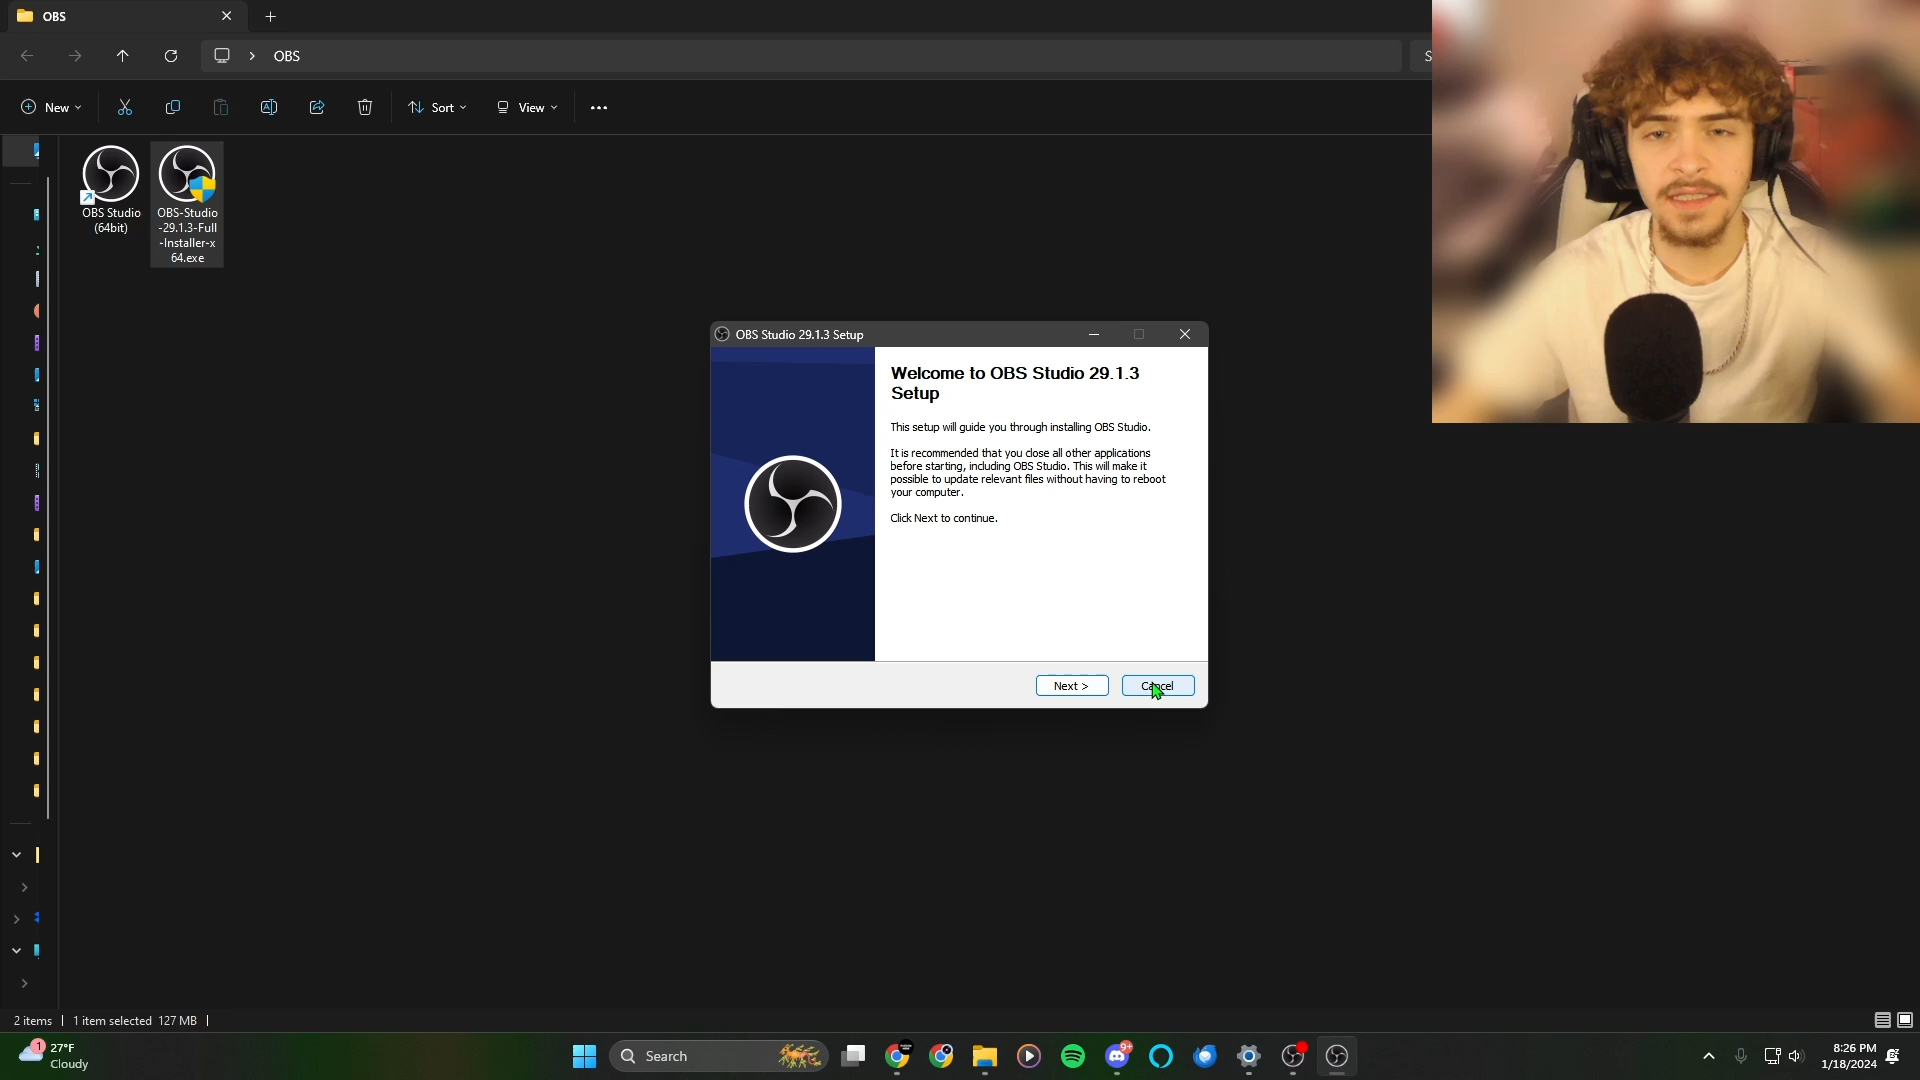 OBS
OBS
S
New
Sort
View
OBS Studio
(64bit)
OBS-Studio
-29.1.3-Full
-Installer-x
64.exe
OBS Studio 29.1.3 Setup
Welcome to OBS Studio 29.1.3
Setup
This setup will guide you through installing OBS Studio.
It is recommended that you close all other applications
before starting, including OBS Studio. This will make it
possible to update relevant files without having to reboot
your computer.
Click Next to continue.
Next >
Cancel
2 items
1 item selected 127 MB
1
27°F
Cloudy
Search
9+
8:26 PM
1/18/2024